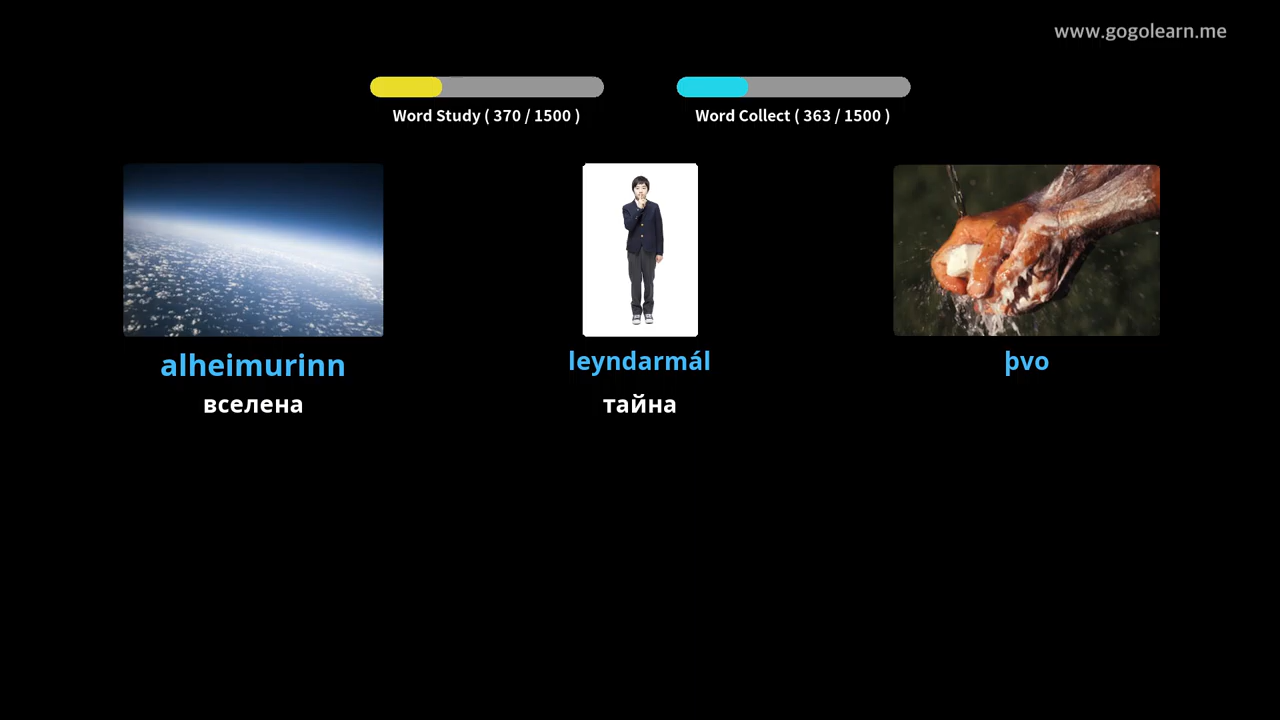 www.gogolearn.me
Word Study ( 370 / 1500 )
Word Collect ( 363 / 1500 )
alheimurinn
leyndarmál
þvo
вселена
тайна